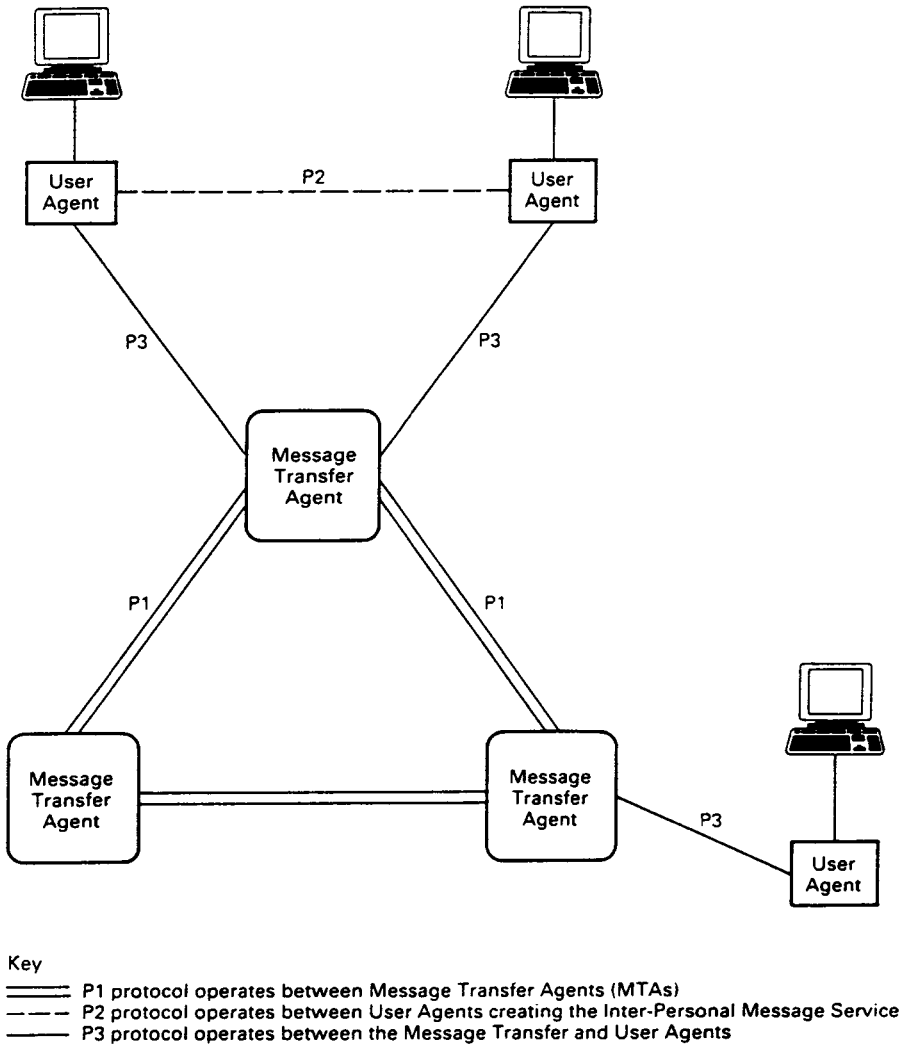 User
Agent
P2
User
Agent
P3
P3
Message
Transfer
Agent
P1
P1
Message
Transfer
Agent
Message
Transfer
Agent
P3
User
Agent
Key
P1 protocol operates between Message Transfer Agents (MTAs)
P2 protocol operates between User Agents creating the Inter-Personal Message Service
P3 protocol operates between the Message Transfer and User Agents